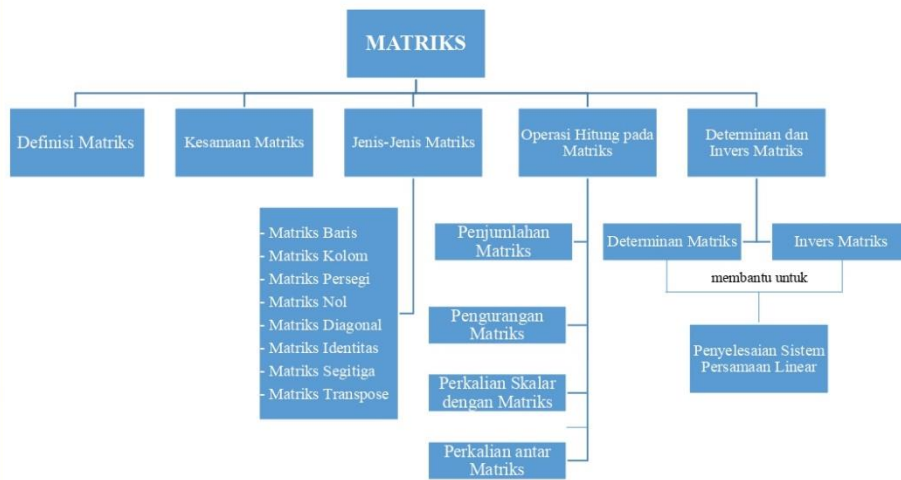 MATRIKS
Definisi Matriks
Kesamaan Matriks
Jenis-Jenis Matriks
Operasi Hitung pada
Matriks
Determinan dan
Invers Matriks
- Matriks Baris
- Matriks Kolom
- Matriks Persegi
- Matriks Nol
- Matriks Diagonal
- Matriks Identitas
- Matriks Segitiga
- Matriks Transpose
Penjumlahan
Matriks
Pengurangan
Matriks
Perkalian Skalar
dengan Matriks
Perkalian antar
Matriks
Determinan Matriks
Invers Matriks
membantu untuk
Penyelesaian Sistem
Persamaan Linear